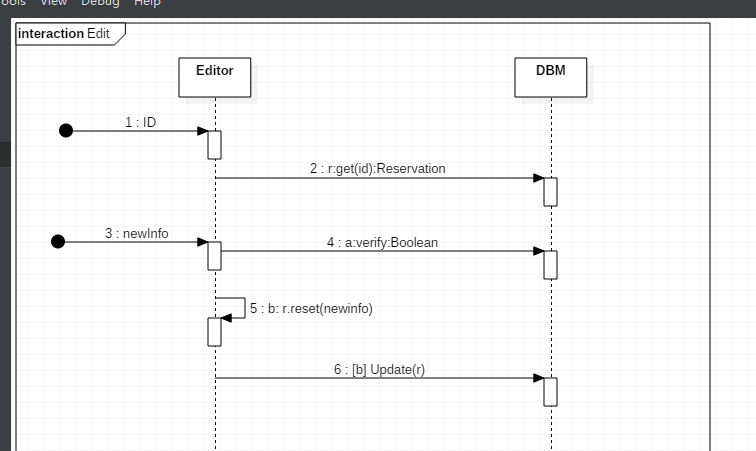 Tools View Debug Help
interaction Edit
Editor
DBM
1 : ID
2 : r:get(id):Reservation
3 : newInfo
4 : a:verify:Boolean
5 : b: r.reset(newinfo)
6 : [b] Update(r)